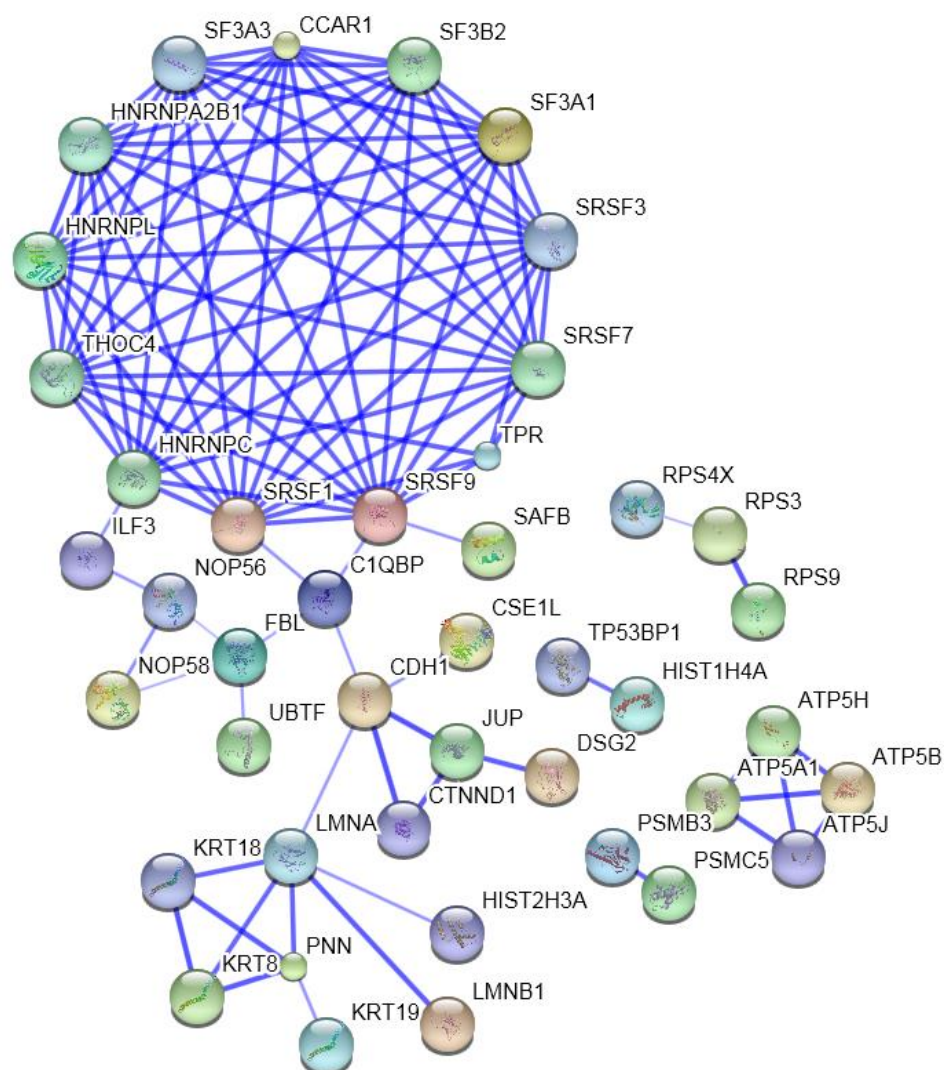 CCAR1
SF3A3
SF3B2
HNRNPA2B1
SF3A1
SRSF3
HNRNPL
SRSF7
THOC4
TPR
HNRNPC
SRSF1
SRSF9
RPS4X
RPS3
SAFB
ILF3
NOP56
C1QBP
RPS9
CSE1L
FBL
TP53BP1
NOP58
CDH1
HIST1H4A
UBTF
JUP
DSG2
ATP5H
ATP5B
ATP5A1
CTNND1
LMNA
PSMB3
ATP5J
KRT18
PSMC5
HIST2H3A
PNN
KRT8
LMNB1
KRT19